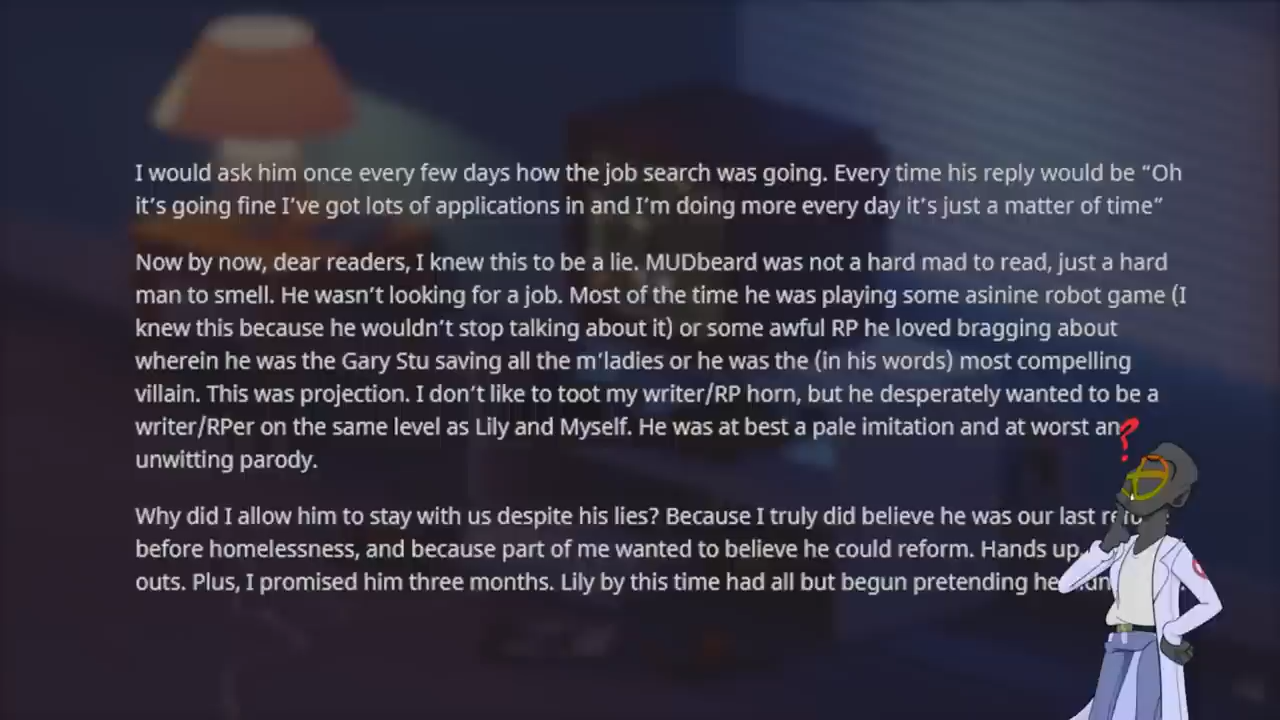 I would ask him once every few days how the job search was going. Every time his reply would be “Oh
it’s going fine I’ve got lots of applications in and I’m doing more every day it’s just a matter of time”
Now by now, dear readers, I knew this to be a lie. MUDbeard was not a hard mad to read, just a hard
man to smell. He wasn’t looking for a job. Most of the time he was playing some asinine robot game (I
knew this because he wouldn’t stop talking about it) or some awful RP he loved bragging about
wherein he was the Gary Stu saving all the m’ladies or he was the (in his words) most compelling
villain. This was projection. I don’t like to toot my writer/RP horn, but he desperately wanted to be a
writer/RPer on the same level as Lily and Myself. He was at best a pale imitation and at worst an
?
unwitting parody.
Why did I allow him to stay with us despite his lies? Because I truly did believe he was our last
before homelessness, and because part of me wanted to believe he could reform. Hands up,
outs. Plus, I promised him three months. Lily by this time had all but begun pretending he